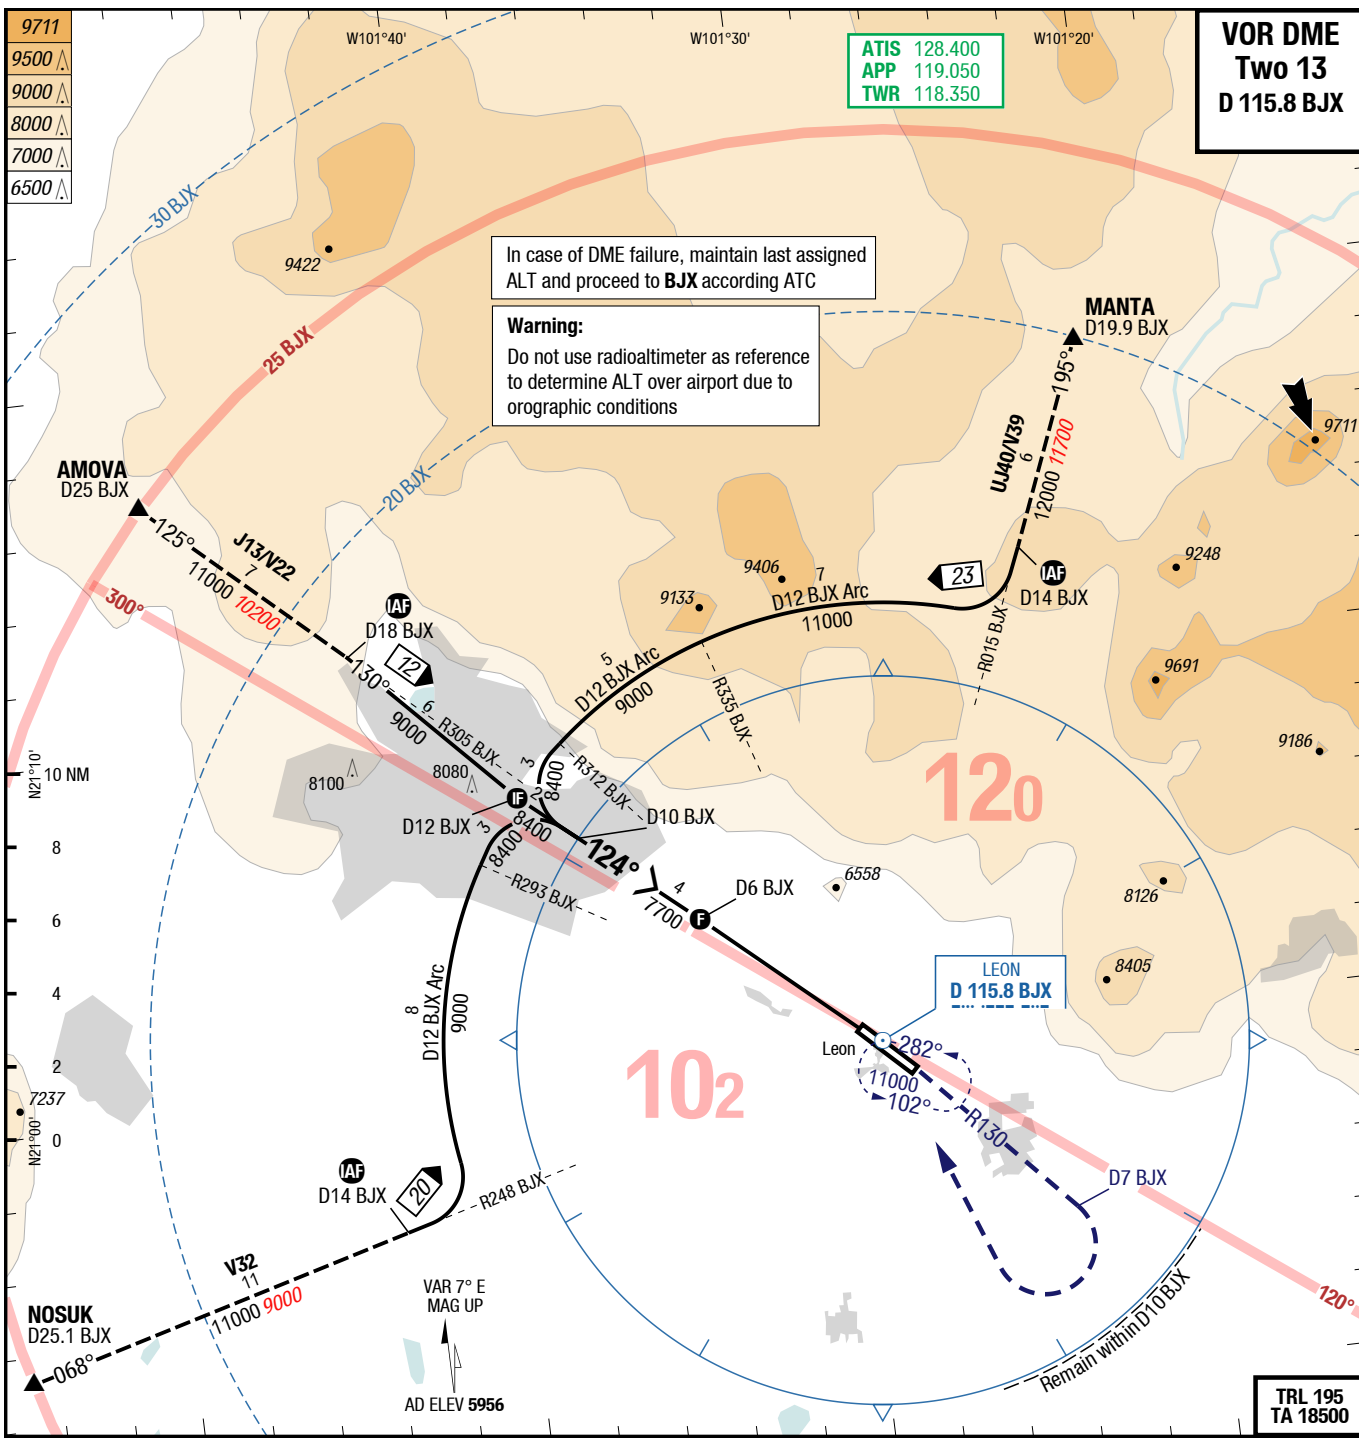 9711
9500
9000
8000
7000
6500
W101°40'
W101°30'
W101°20'
ATIS 128.400
APP 119.050
TWR 118.350
VOR DME
Two 13
D 115.8 BJX
30 BJX
9422
In case of DME failure, maintain last assigned
ALT and proceed to BJX according ATC
Warning:
Do not use radioaltimeter as reference
to determine ALT over airport due to
orographic conditions
MANTA
D19.9 BJX
195°
UJ40/V39
6
12000 11700
9711
25 BJX
20 BJX
AMOVA
D25 BJX
125°
J13/V22
7
11000 10200
300°
IAF
D18 BJX
12
130°
9000
6
R305 BJX
9406
9133
7
D12 BJX Arc
11000
23
IAF
D14 BJX
R015 BJX
9248
9691
9186
5
D12 BJX Arc
9000
R335 BJX
3
8400
R312 BJX
N21°10'
10 NM
8
6
4
2
0
8100
8080
IF
D12 BJX
2
8400
D10 BJX
120
3
8400
R293 BJX
124°
4
7700
F
D6 BJX
6558
8126
8405
LEON
D 115.8 BJX
Leon
282°
11000
102°
R130
D7 BJX
102
8
D12 BJX Arc
9000
7237
N21°00'
IAF
D14 BJX
20
R248 BJX
V32
11
11000 9000
NOSUK
D25.1 BJX
068°
VAR 7° E
MAG UP
AD ELEV 5956
Remain within D10 BJX
120°
TRL 195
TA 18500